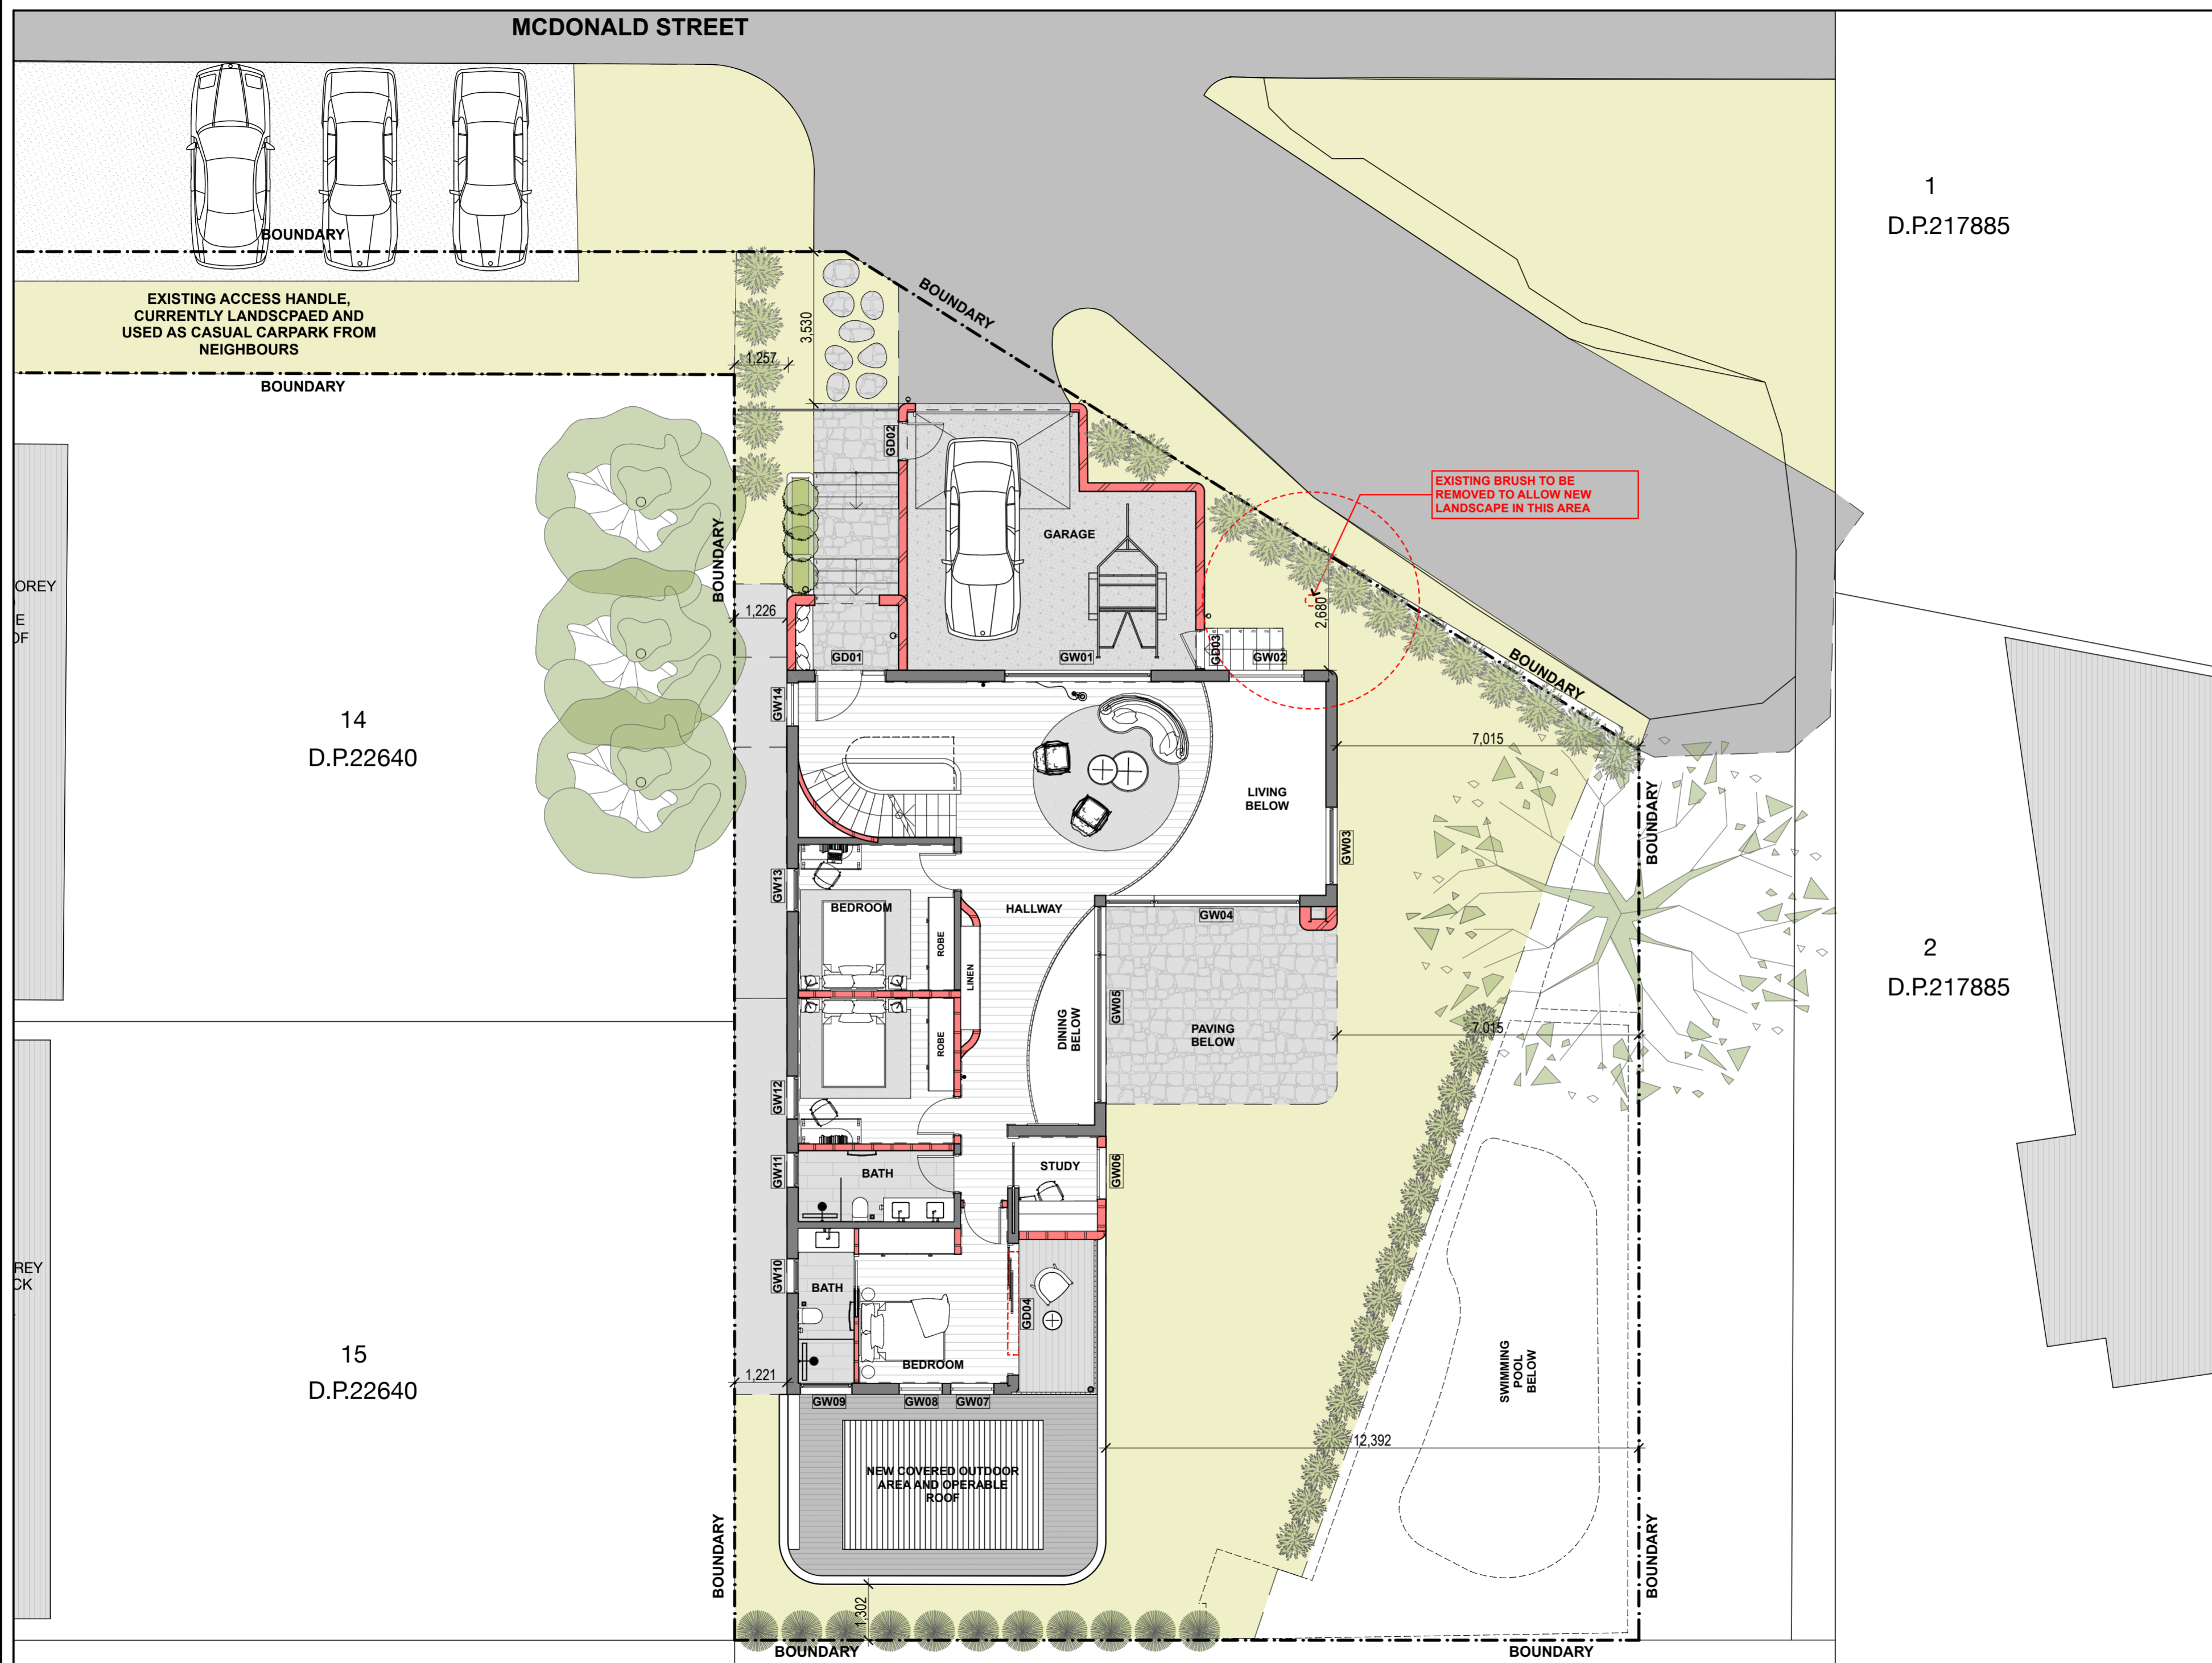 MCDONALD STREET
1
D.P.217885
BOUNDARY
EXISTING ACCESS HANDLE,
CURRENTLY LANDSCPAED AND
USED AS CASUAL CARPARK FROM
NEIGHBOURS
BOUNDARY
BOUNDARY
3,530
1,257
GD02
EXISTING BRUSH TO BE
REMOVED TO ALLOW NEW
LANDSCAPE IN THIS AREA
GARAGE
BOUNDARY
OREY
E
OF
1,226
2,680
GD01
GW01
GD03
GW02
BOUNDARY
GW14
14
D.P.22640
7,015
LIVING
BELOW
BOUNDARY
GW03
GW13
BEDROOM
HALLWAY
GW04
ROBE
LINEN
2
D.P.217885
GW05
DINING
BELOW
PAVING
BELOW
7,015
ROBE
GW12
GW11
BATH
STUDY
GW06
REY
CK
GW10
BATH
GD04
15
D.P.22640
BEDROOM
1,221
SWIMMING
POOL
BELOW
GW09
GW08
GW07
12,392
NEW COVERED OUTDOOR
AREA AND OPERABLE
ROOF
BOUNDARY
BOUNDARY
1,302
BOUNDARY
BOUNDARY